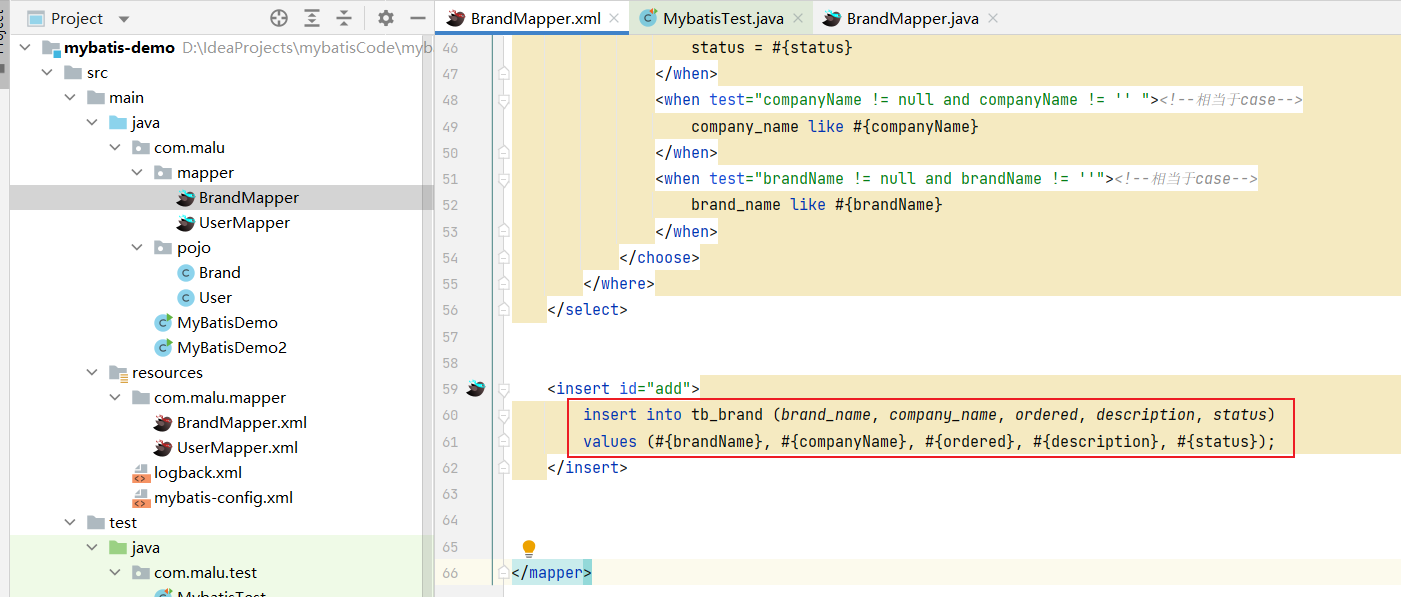 Project
BrandMapper.xml
MybatisTest.java
BrandMapper.java
mybatis-demo D:\IdeaProjects\mybatisCode\myb
src
main
java
com.malu
mapper
BrandMapper
UserMapper
pojo
Brand
User
MyBatisDemo
MyBatisDemo2
resources
com.malu.mapper
BrandMapper.xml
UserMapper.xml
logback.xml
mybatis-config.xml
test
java
com.malu.test
MybatisTest
46 status = #{status}
47 </when>
48 <when test="companyName != null and companyName != '' "><!--相当于case-->
49 company_name like #{companyName}
50 </when>
51 <when test="brandName != null and brandName != ''"><!--相当于case-->
52 brand_name like #{brandName}
53 </when>
54 </choose>
55 </where>
56 </select>
57
58
59 <insert id="add">
60 insert into tb_brand (brand_name, company_name, ordered, description, status)
61 values (#{brandName}, #{companyName}, #{ordered}, #{description}, #{status});
62 </insert>
63
64
65
66 </mapper>